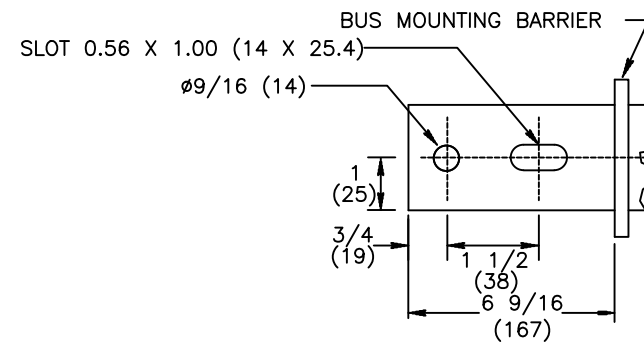 BUS MOUNTING BARRIER
SLOT 0.56 X 1.00 (14 X 25.4)
ø9/16 (14)
1
(25)
3/4
(19)
1 1/2
(38)
6 9/16
(167)